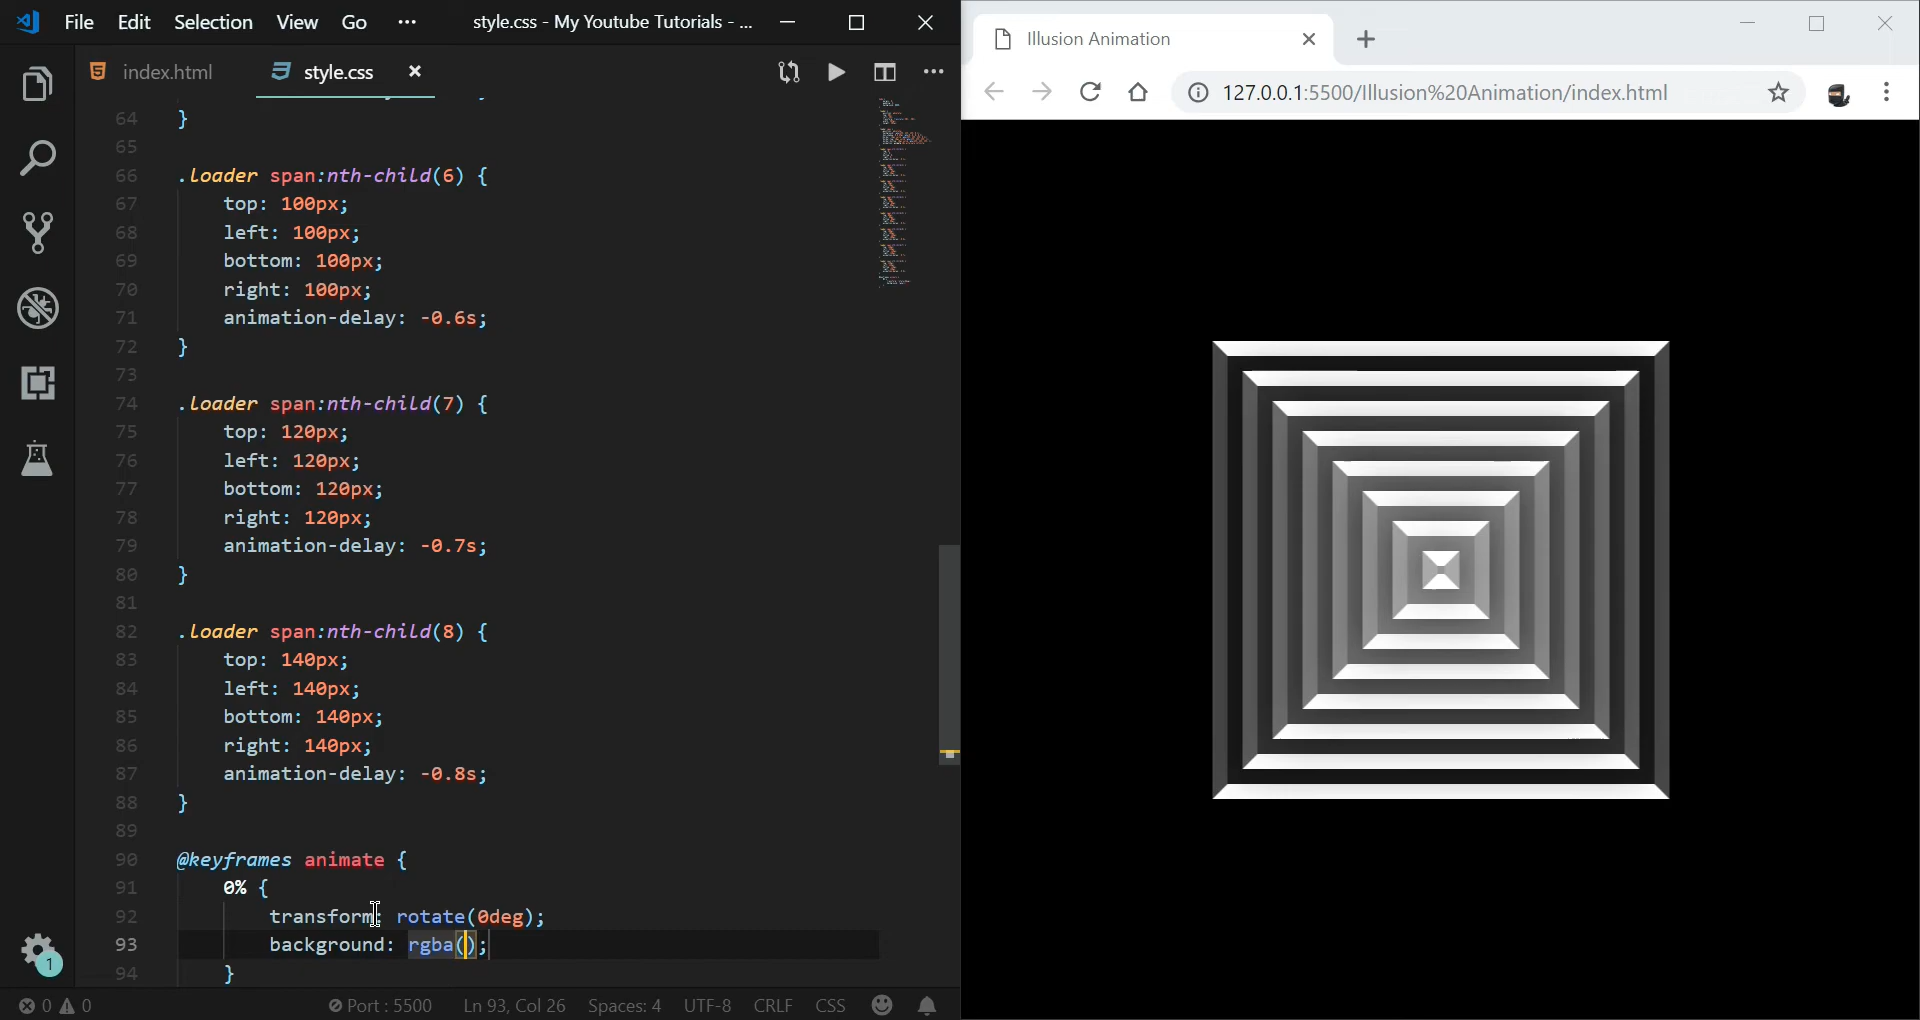 File Edit Selection View Go ··· style.css - My Youtube Tutorials - ...
index.html style.css
64 }
65
66 .loader span:nth-child(6) {
67 top: 100px;
68 left: 100px;
69 bottom: 100px;
70 right: 100px;
71 animation-delay: -0.6s;
72 }
73
74 .loader span:nth-child(7) {
75 top: 120px;
76 left: 120px;
77 bottom: 120px;
78 right: 120px;
79 animation-delay: -0.7s;
80 }
81
82 .loader span:nth-child(8) {
83 top: 140px;
84 left: 140px;
85 bottom: 140px;
86 right: 140px;
87 animation-delay: -0.8s;
88 }
89
90 @keyframes animate {
91 0% {
92 transform: rotate(0deg);
93 background: rgba();
94 }
1
0 0 Port : 5500 Ln 93, Col 26 Spaces: 4 UTF-8 CRLF CSS
Illusion Animation
127.0.0.1:5500/Illusion%20Animation/index.html